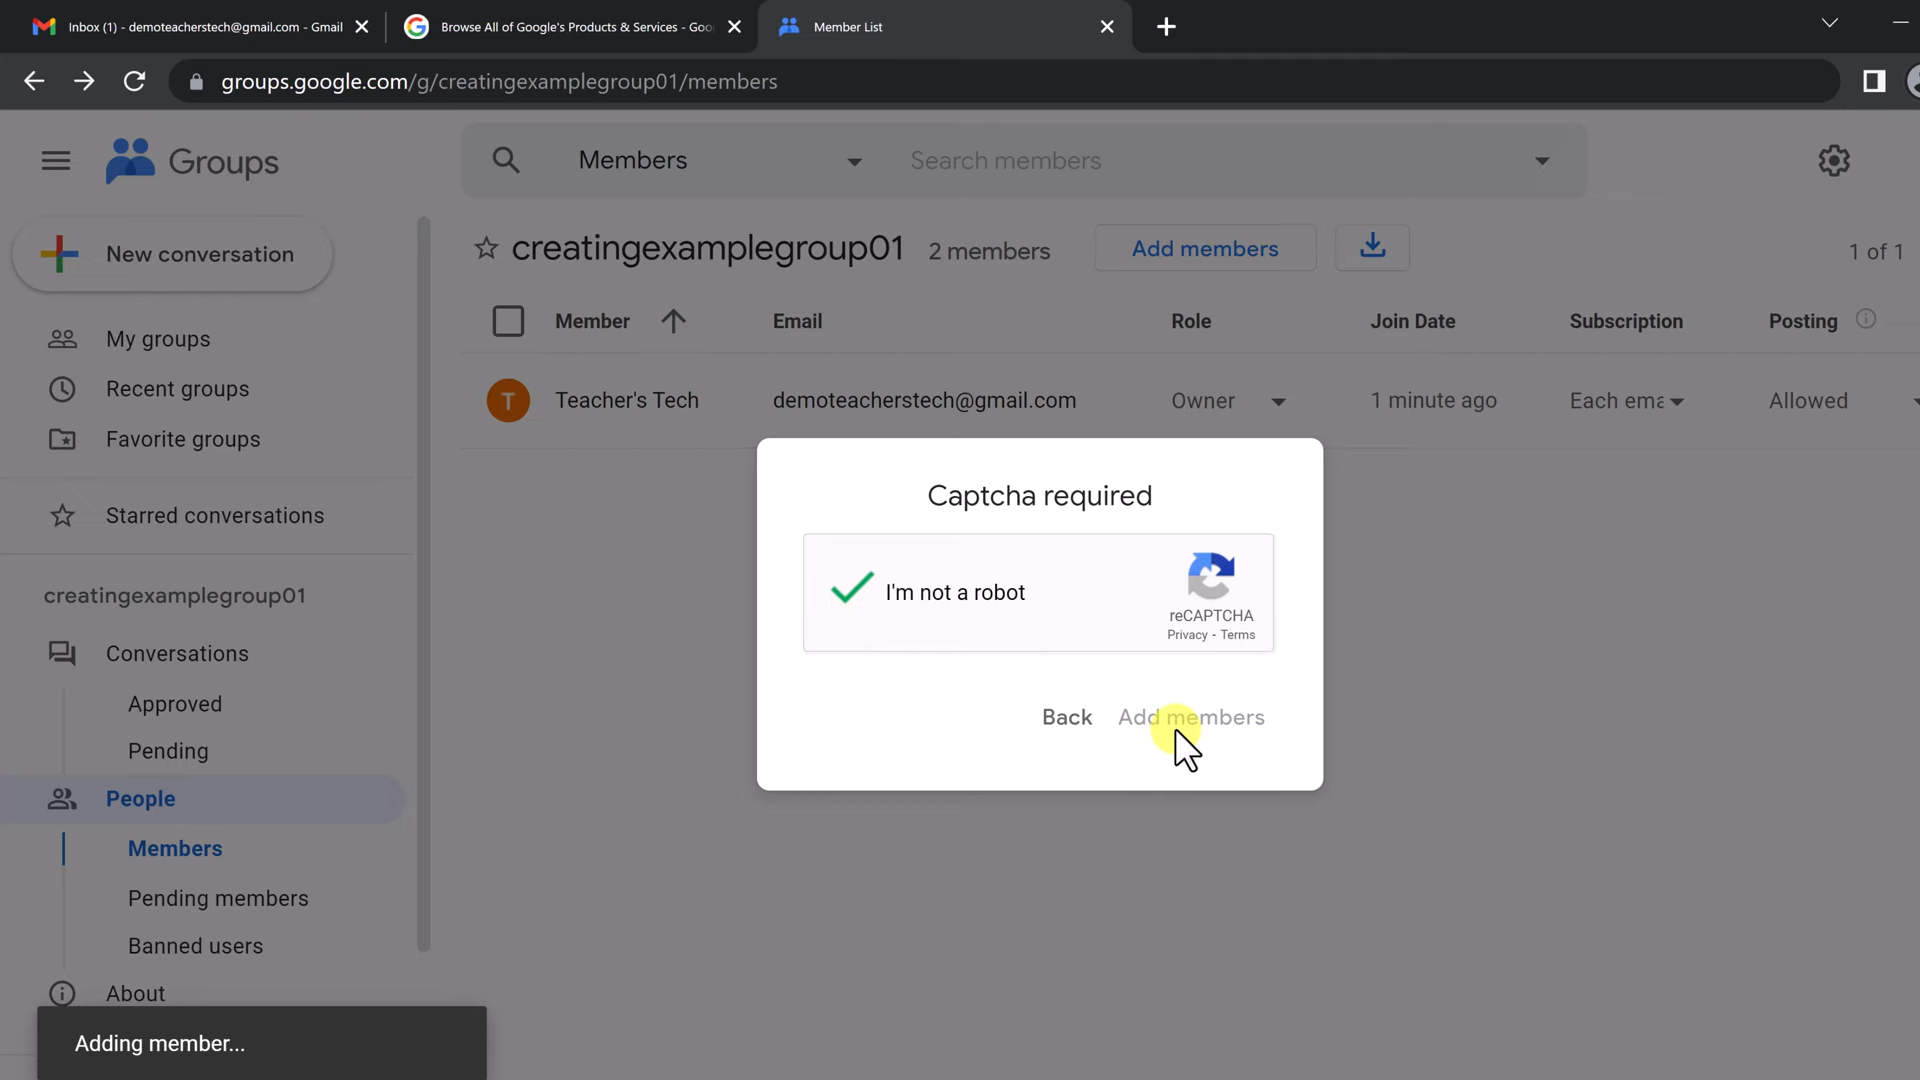 Inbox (1) - demoteacherstech@gmail.com - Gmail
Browse All of Google's Products & Services - Goo
Member List
groups.google.com/g/creatingexamplegroup01/members
Groups
Members
Search members
New conversation
creatingexamplegroup01
2 members
Add members
1 of 1
Member
Email
Role
Join Date
Subscription
Posting
T
Teacher's Tech
demoteacherstech@gmail.com
Owner
1 minute ago
Each ema
Allowed
My groups
Recent groups
Favorite groups
Starred conversations
creatingexamplegroup01
Conversations
Approved
Pending
People
Members
Pending members
Banned users
About
Captcha required
I'm not a robot
reCAPTCHA
Privacy - Terms
Back
Add members
Adding member...